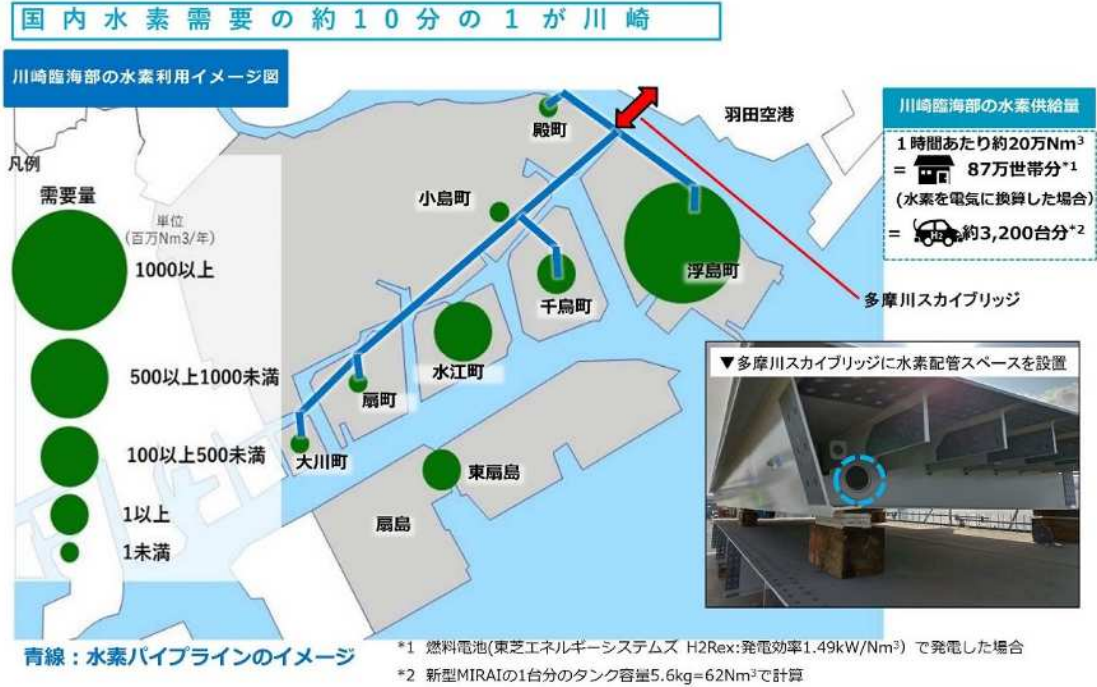 国内水素需要の約10分の1が川崎
川崎臨海部の水素利用イメージ図
凡例
需要量
単位
(百万Nm3/年)
1000以上
500以上1000未満
100以上500未満
1以上
1未満
殿町
羽田空港
小島町
浮島町
千鳥町
水江町
扇町
大川町
東扇島
扇島
多摩川スカイブリッジ
川崎臨海部の水素供給量
1時間あたり約20万Nm³
= 87万世帯分*1
(水素を電気に換算した場合)
= H2 約3,200台分*2
▼多摩川スカイブリッジに水素配管スペースを設置
青線：水素パイプラインのイメージ
*1 燃料電池(東芝エネルギーシステムズ H2Rex:発電効率1.49kW/Nm³) で発電した場合
*2 新型MIRAIの1台分のタンク容量5.6kg=62Nm³で計算